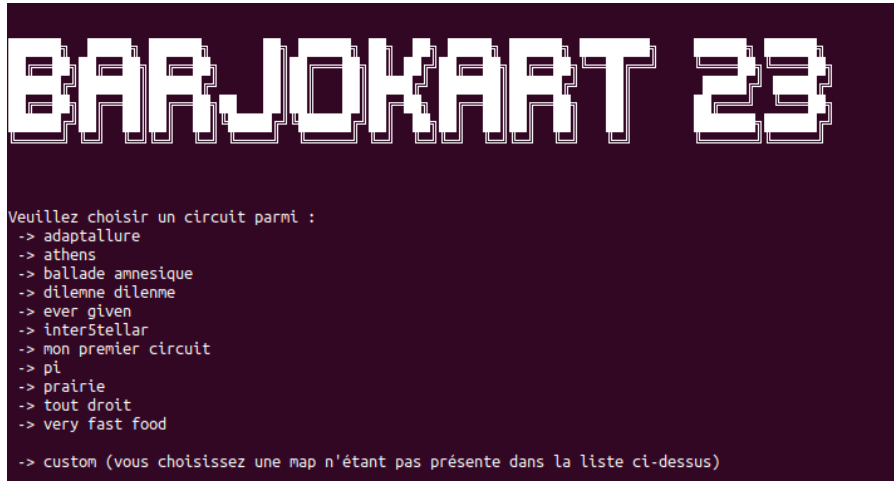 BARJOKART 23
Veuillez choisir un circuit parmi :
-> adaptallure
-> athens
-> ballade amnesique
-> dilemne dilenme
-> ever given
-> inter5tellar
-> mon premier circuit
-> pi
-> prairie
-> tout droit
-> very fast food
-> custom (vous choisissez une map n'étant pas présente dans la liste ci-dessus)